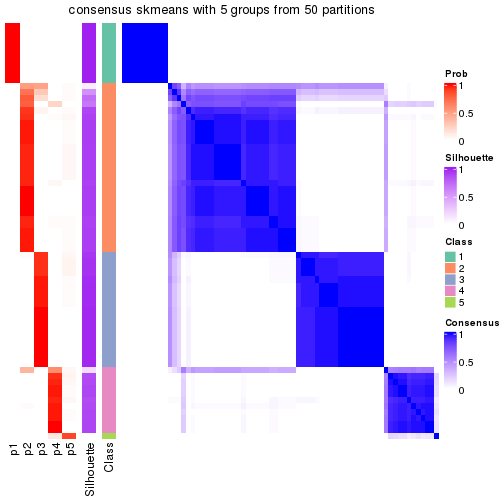 consensus skmeans with 5 groups from 50 partitions
Prob
1
0.5
0
Silhouette
1
0.5
0
Class
1
2
3
4
5
Consensus
1
0.5
0
p1
p2
p3
p4
p5
Silhouette
Class